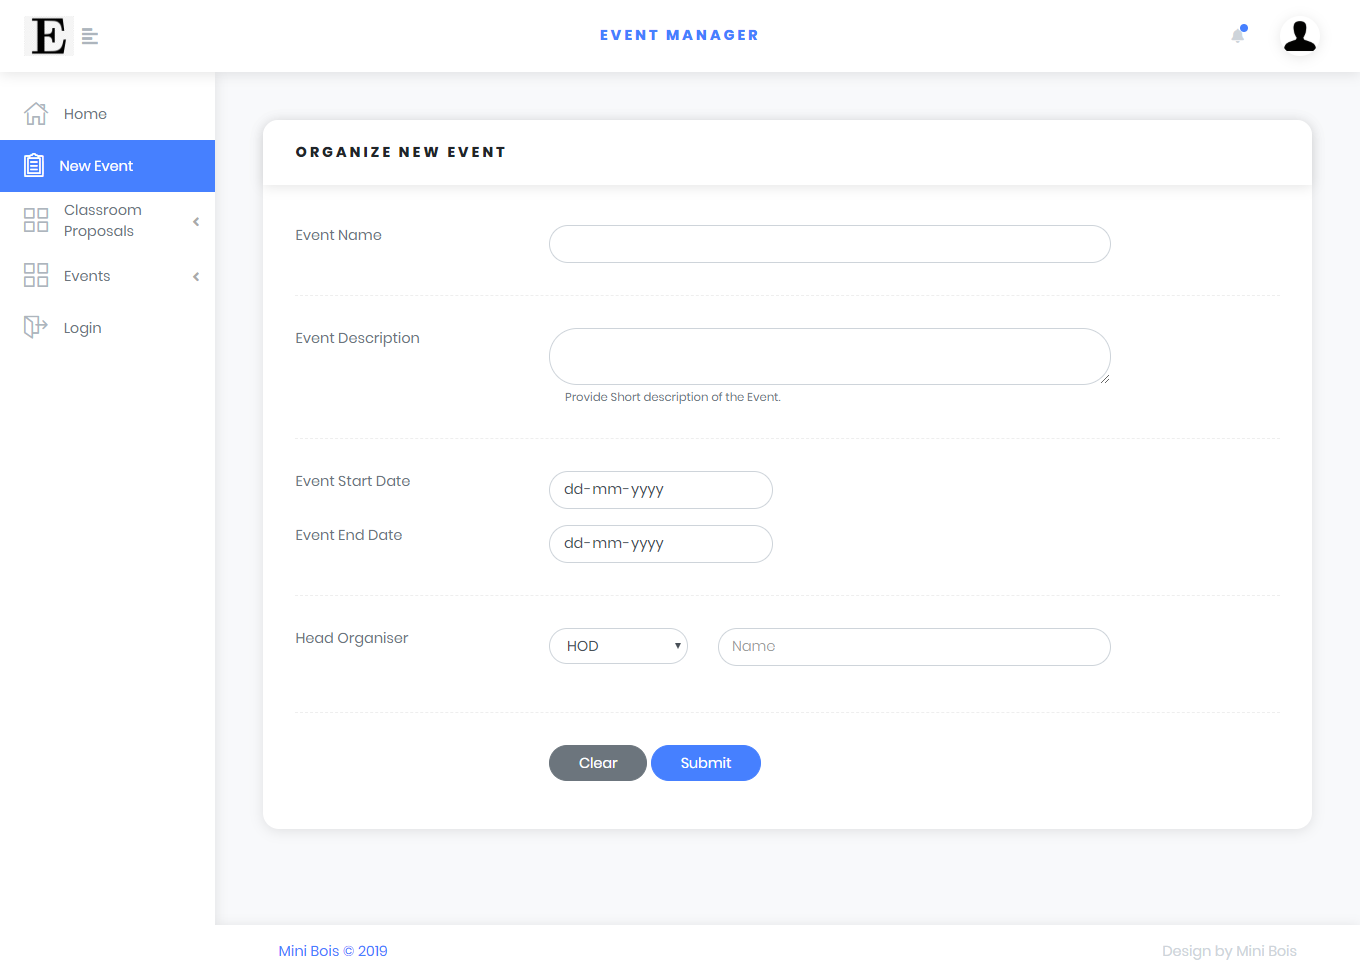 E
EVENT MANAGER
Home
New Event
Classroom
Proposals
Events
Login
ORGANIZE NEW EVENT
Event Name
Event Description
Provide Short description of the Event.
Event Start Date
dd-mm-yyyy
Event End Date
dd-mm-yyyy
Head Organiser
HOD
Name
Clear
Submit
Mini Bois © 2019
Design by Mini Bois